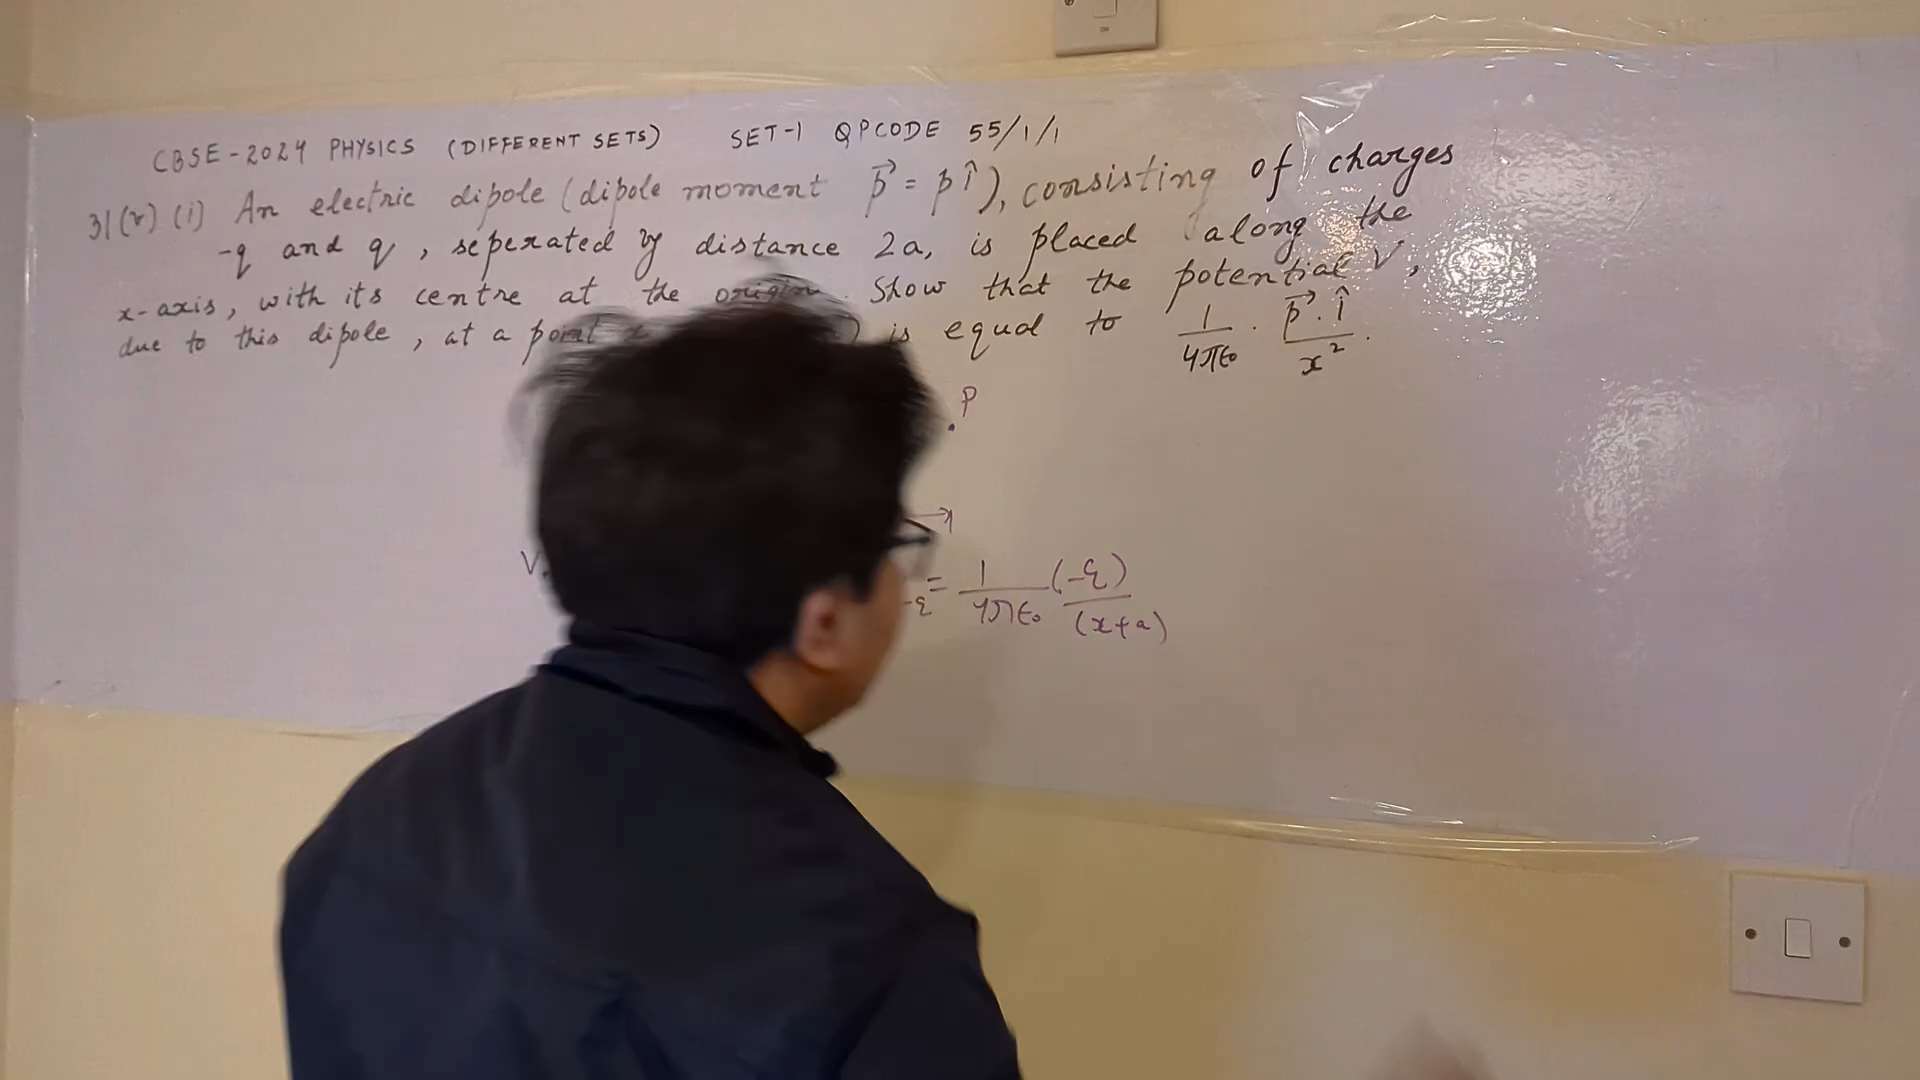 CBSE-2024 PHYSICS (DIFFERENT SETS) SET-1 QPCODE 55/1/1
31(v) (i) An electric dipole (dipole moment \vec{p} = p î), consisting of charges
-q and q, seperated by distance 2a, is placed along the
x-axis, with its centre at the origin. Show that the potential V,
due to this dipole, at a point x is equal to 1/4πε₀ · \vec{p}.î/x².
P
V
-q = 1/4πε₀ (-q)/(x+a)